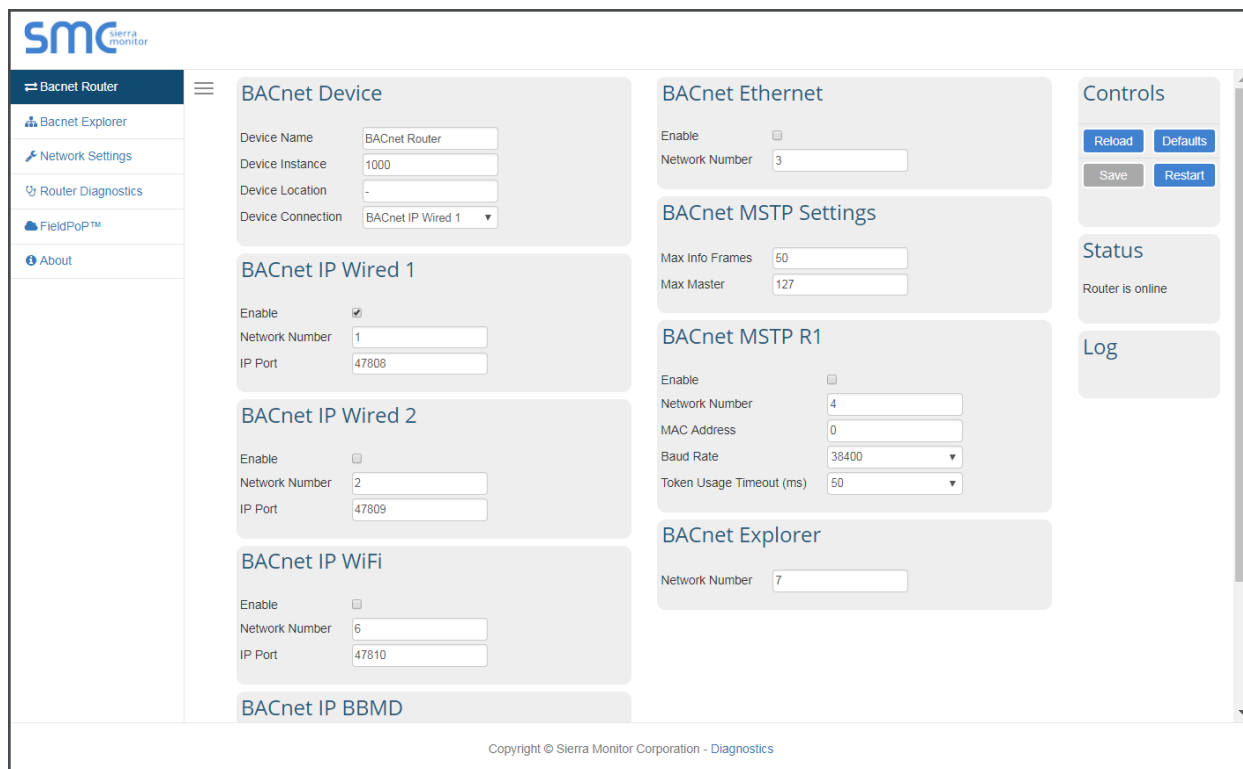 SMC sierra monitor
Bacnet Router
Bacnet Explorer
Network Settings
Router Diagnostics
FieldPoP™
About
BACnet Device
Device Name BACnet Router
Device Instance 1000
Device Location -
Device Connection BACnet IP Wired 1
BACnet IP Wired 1
Enable
Network Number 1
IP Port 47808
BACnet IP Wired 2
Enable
Network Number 2
IP Port 47809
BACnet IP WiFi
Enable
Network Number 6
IP Port 47810
BACnet IP BBMD
BACnet Ethernet
Enable
Network Number 3
BACnet MSTP Settings
Max Info Frames 50
Max Master 127
BACnet MSTP R1
Enable
Network Number 4
MAC Address 0
Baud Rate 38400
Token Usage Timeout (ms) 50
BACnet Explorer
Network Number 7
Controls
Reload Defaults
Save Restart
Status
Router is online
Log
Copyright © Sierra Monitor Corporation - Diagnostics